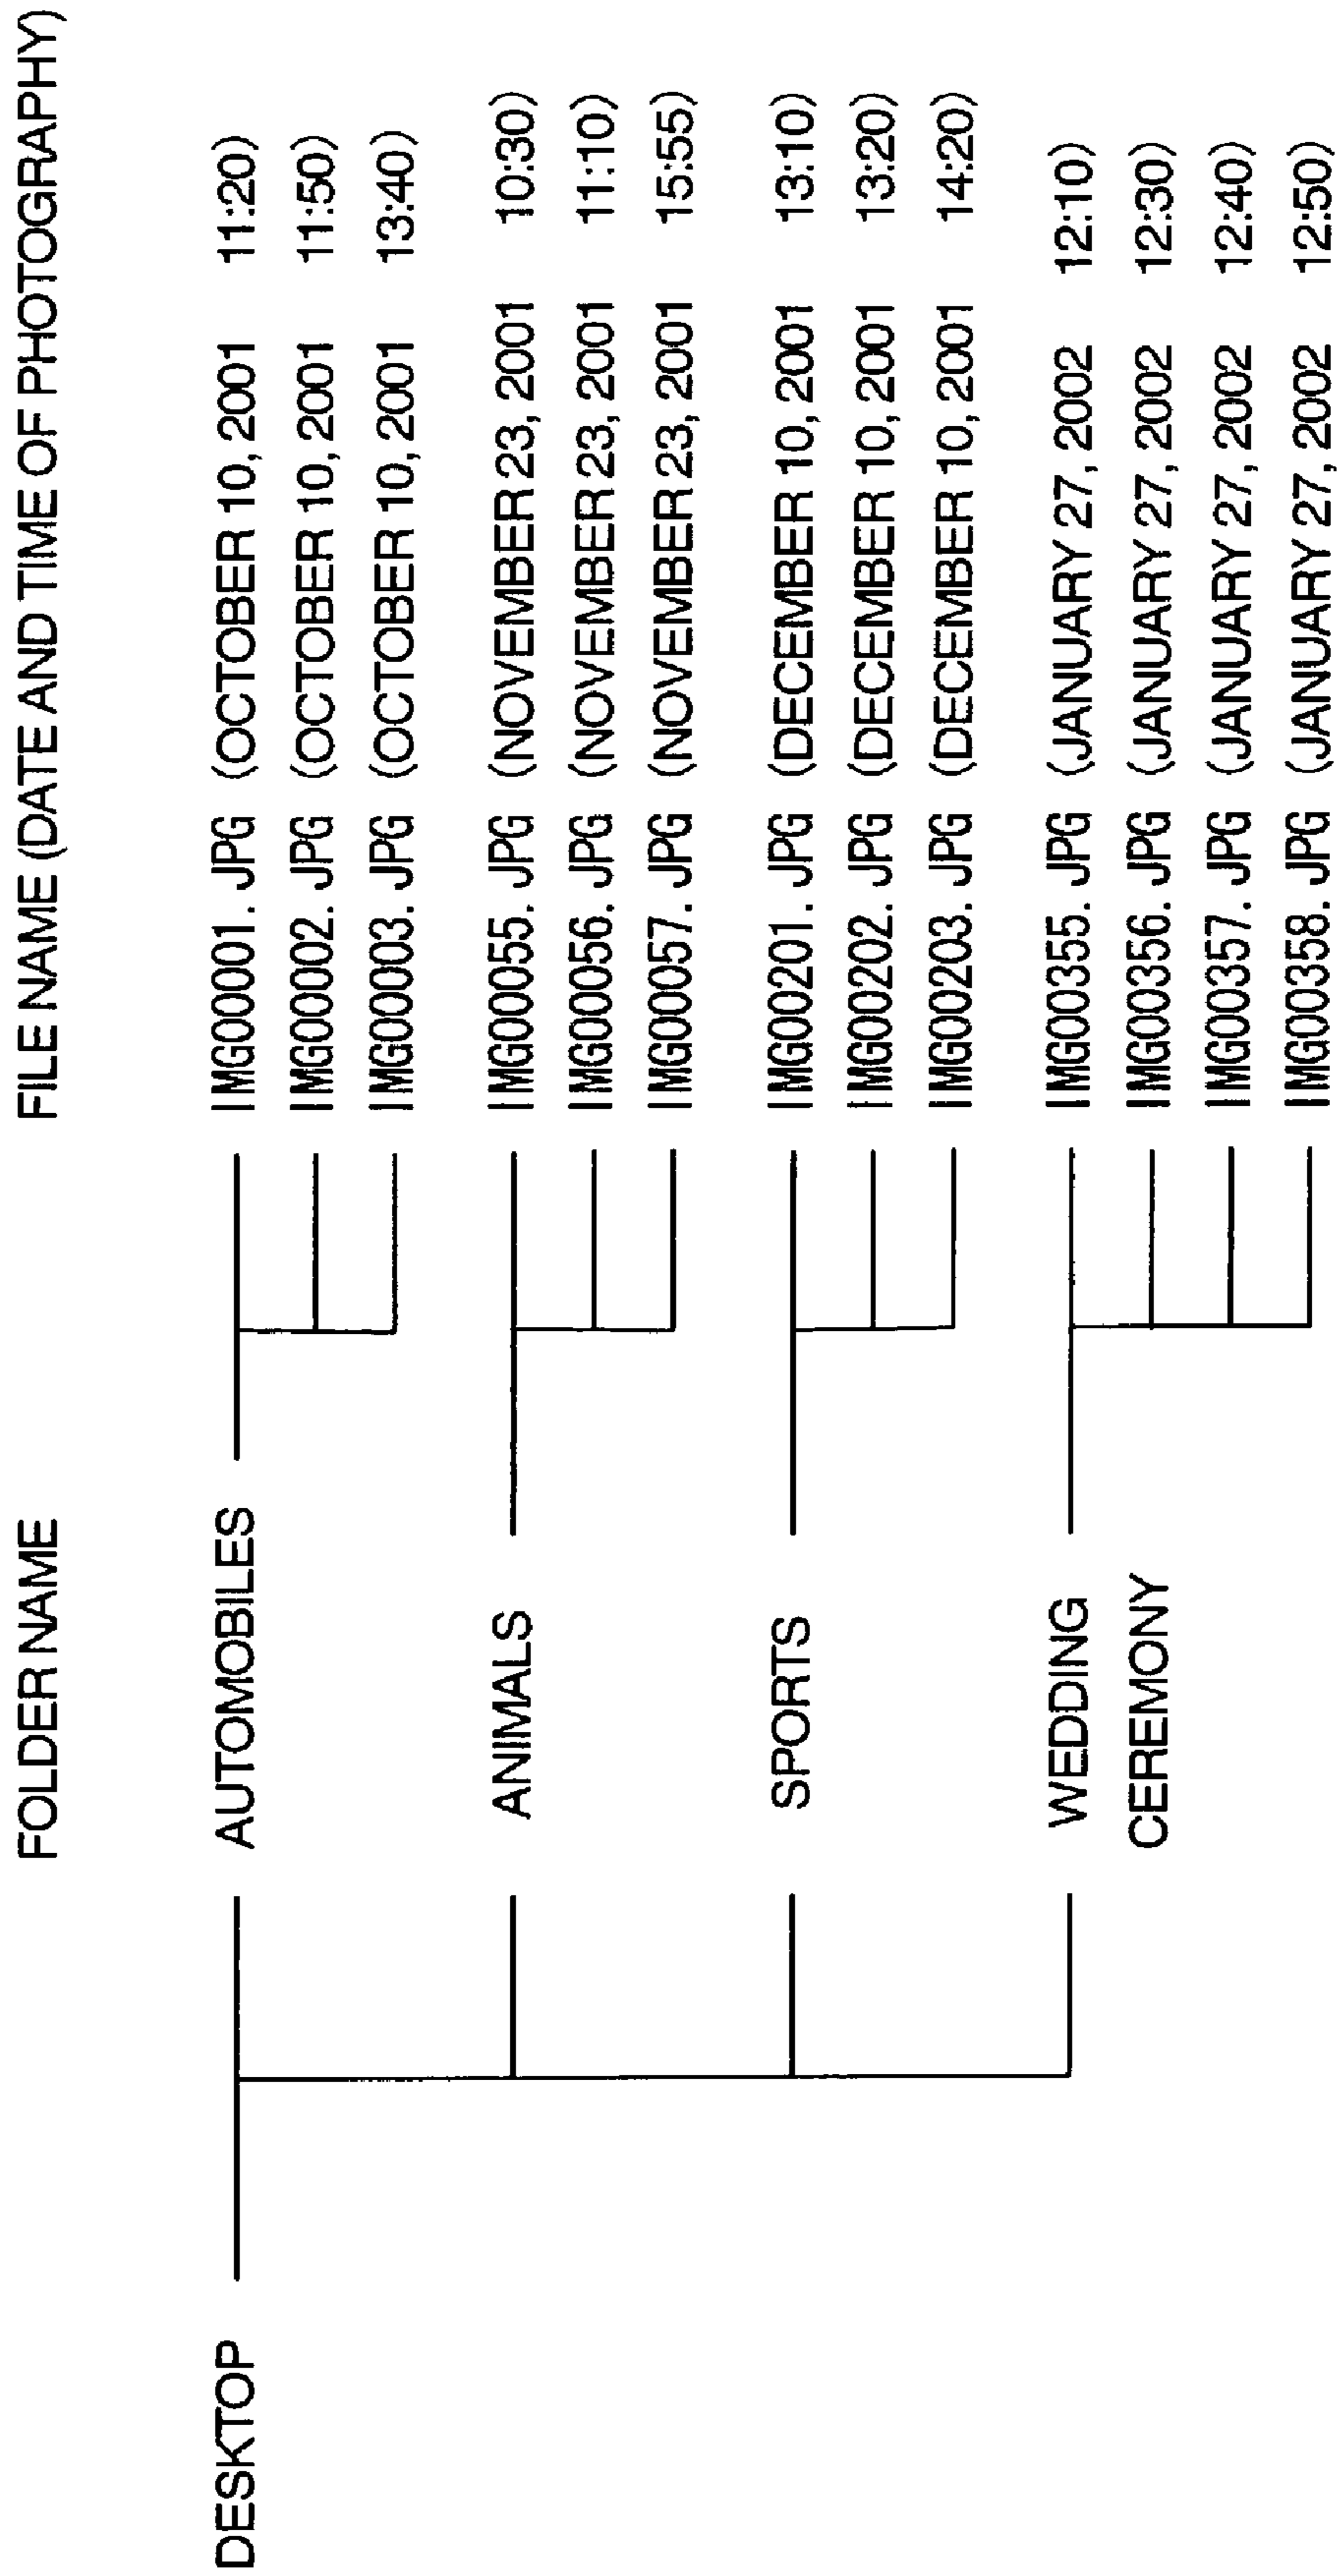 FOLDER NAME FILE NAME (DATE AND TIME OF PHOTOGRAPHY)
DESKTOP AUTOMOBILES IMG00001. JPG (OCTOBER 10, 2001 11:20)
IMG00002. JPG (OCTOBER 10, 2001 11:50)
IMG00003. JPG (OCTOBER 10, 2001 13:40)
ANIMALS IMG00055. JPG (NOVEMBER 23, 2001 10:30)
IMG00056. JPG (NOVEMBER 23, 2001 11:10)
IMG00057. JPG (NOVEMBER 23, 2001 15:55)
SPORTS IMG00201. JPG (DECEMBER 10, 2001 13:10)
IMG00202. JPG (DECEMBER 10, 2001 13:20)
IMG00203. JPG (DECEMBER 10, 2001 14:20)
WEDDING IMG00355. JPG (JANUARY 27, 2002 12:10)
CEREMONY IMG00356. JPG (JANUARY 27, 2002 12:30)
IMG00357. JPG (JANUARY 27, 2002 12:40)
IMG00358. JPG (JANUARY 27, 2002 12:50)